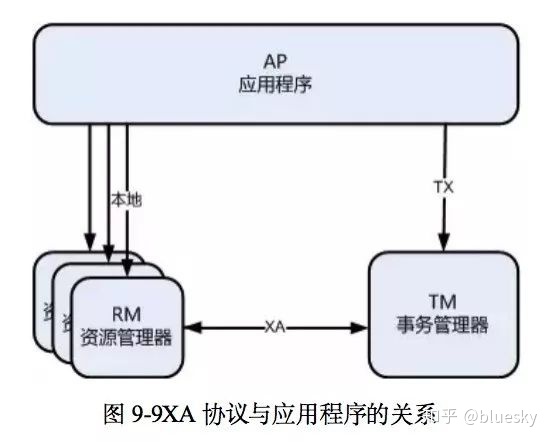 AP
应用程序
本地
TX
资
资
RM
资源管理器
XA
TM
事务管理器
图 9-9XA 协议与应用程序的关系
知乎 @bluesky